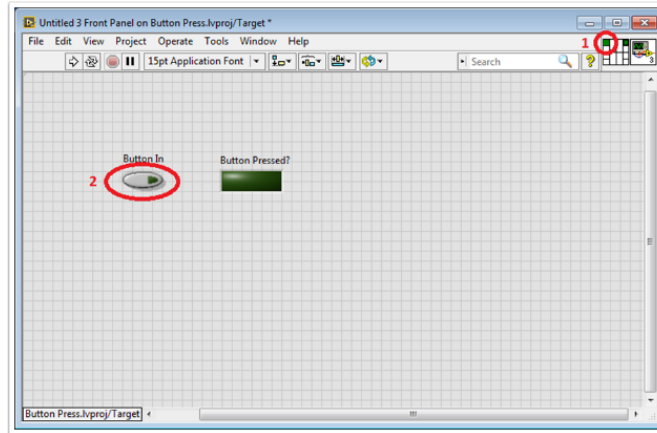 Untitled 3 Front Panel on Button Press.lvproj/Target *
File Edit View Project Operate Tools Window Help
1
15pt Application Font
Search
?
3
Button In
Button Pressed?
2
Button Press.lvproj/Target